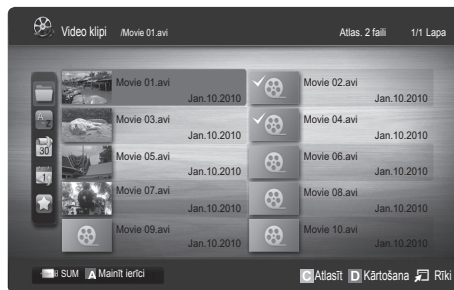 Video klipi /Movie 01.avi Atlas. 2 faili 1/1 Lapa
Movie 01.avi Movie 02.avi
Jan.10.2010 Jan.10.2010
Movie 03.avi Movie 04.avi
Jan.10.2010 Jan.10.2010
Movie 05.avi Movie 06.avi
Jan.10.2010 Jan.10.2010
Movie 07.avi Movie 08.avi
Jan.10.2010 Jan.10.2010
Movie 09.avi Movie 10.avi
Jan.10.2010 Jan.10.2010
A Z
30
1
SUM A Mainīt ierīci C Atlasīt D Kārtošana Rīki